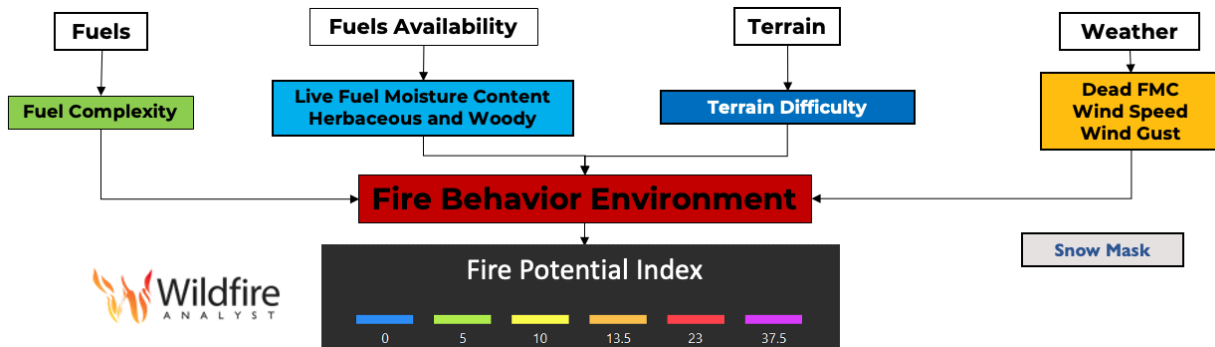 Fuels
Fuels Availability
Terrain
Weather
Fuel Complexity
Live Fuel Moisture Content
Herbaceous and Woody
Terrain Difficulty
Dead FMC
Wind Speed
Wind Gust
Fire Behavior Environment
Snow Mask
Wildfire
ANALYST
Fire Potential Index
0 5 10 13.5 23 37.5